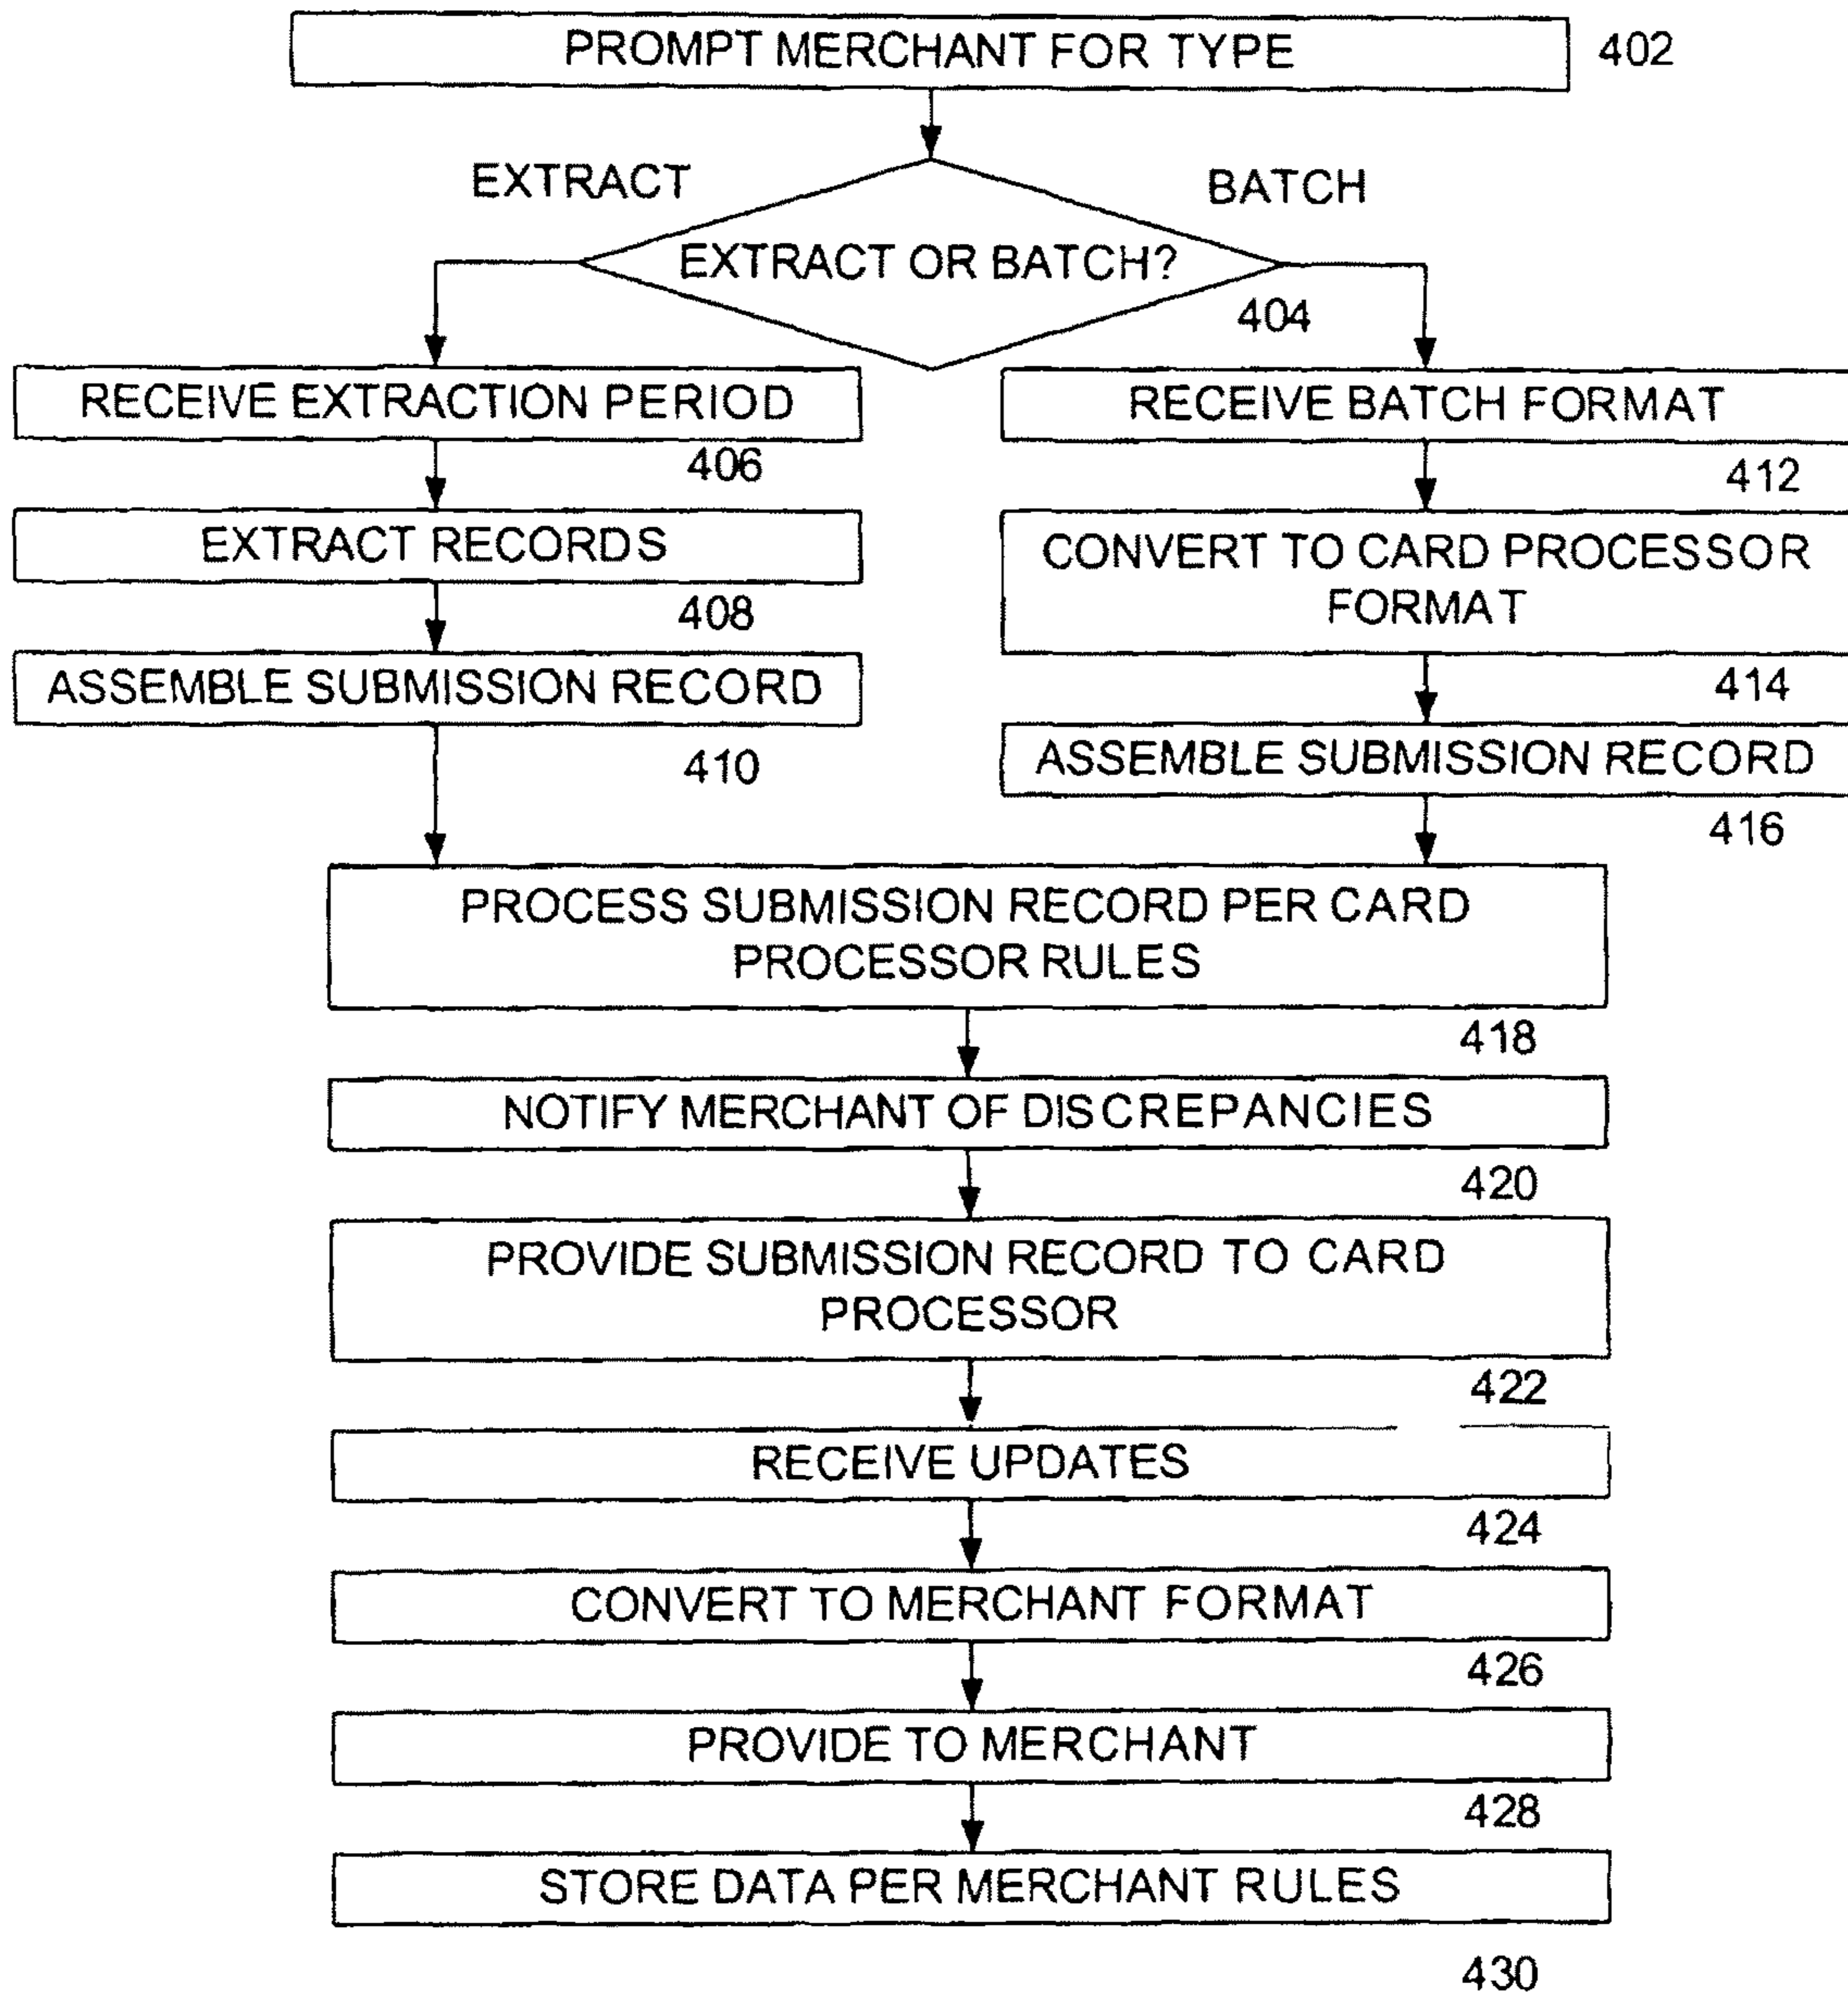 PROMPT MERCHANT FOR TYPE
402
EXTRACT
BATCH
EXTRACT OR BATCH?
404
RECEIVE EXTRACTION PERIOD
406
EXTRACT RECORDS
408
ASSEMBLE SUBMISSION RECORD
410
RECEIVE BATCH FORMAT
412
CONVERT TO CARD PROCESSOR
FORMAT
414
ASSEMBLE SUBMISSION RECORD
416
PROCESS SUBMISSION RECORD PER CARD
PROCESSOR RULES
418
NOTIFY MERCHANT OF DISCREPANCIES
420
PROVIDE SUBMISSION RECORD TO CARD
PROCESSOR
422
RECEIVE UPDATES
424
CONVERT TO MERCHANT FORMAT
426
PROVIDE TO MERCHANT
428
STORE DATA PER MERCHANT RULES
430